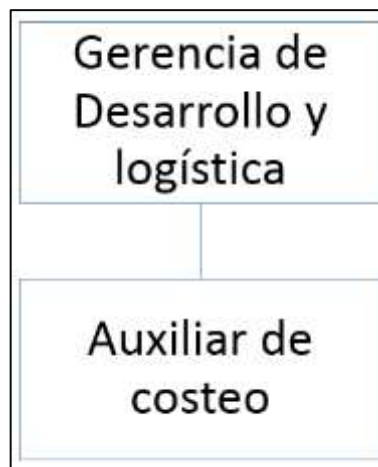 Gerencia de
Desarrollo y
logística
Auxiliar de
costeo